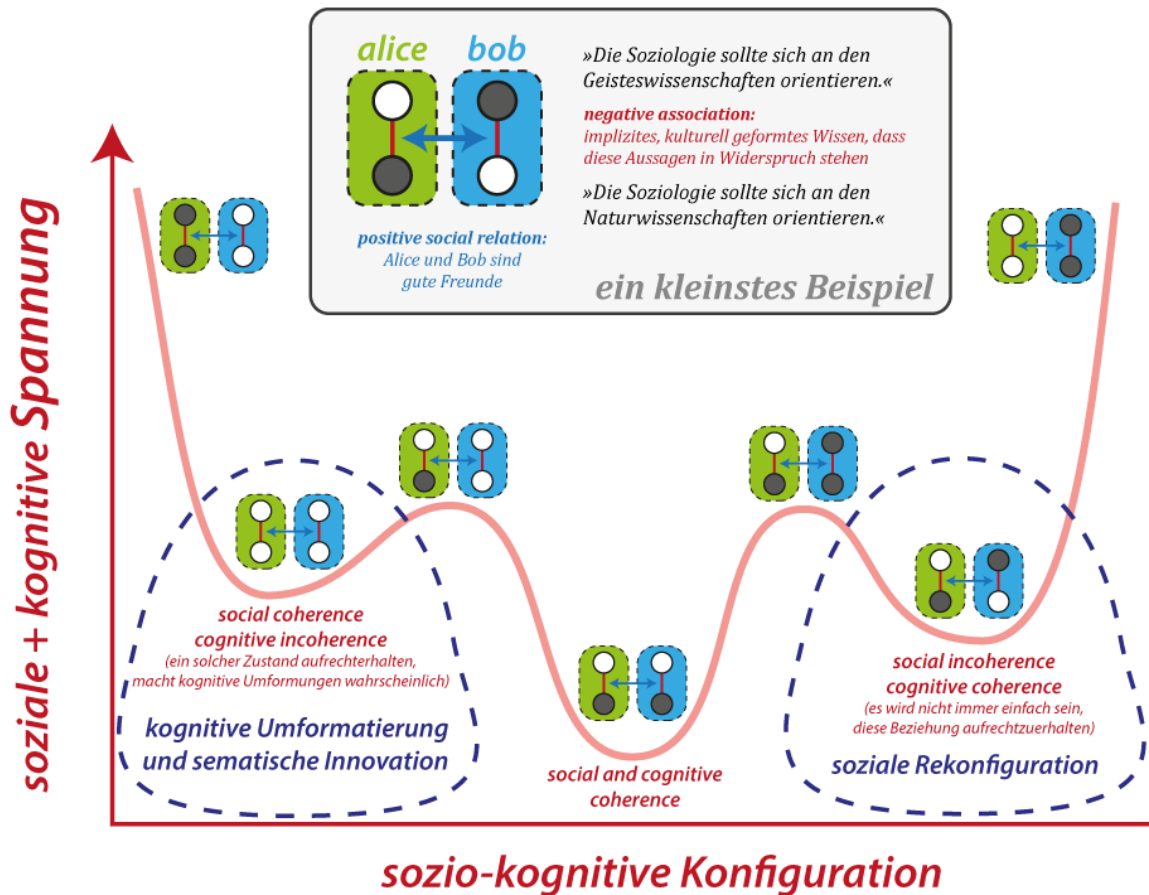 alice
bob
»Die Soziologie sollte sich an den
Geisteswissenschaften orientieren.«
negative association:
implizites, kulturell geformtes Wissen, dass
diese Aussagen in Widerspruch stehen
»Die Soziologie sollte sich an den
Naturwissenschaften orientieren.«
positive social relation:
Alice und Bob sind
gute Freunde
ein kleinstes Beispiel
soziale + kognitive Spannung
social coherence
cognitive incoherence
(ein solcher Zustand aufrechterhalten,
macht kognitive Umformungen wahrscheinlich)
kognitive Umformatierung
und sematische Innovation
social and cognitive
coherence
social incoherence
cognitive coherence
(es wird nicht immer einfach sein,
diese Beziehung aufrechtzuerhalten)
soziale Rekonfiguration
sozio-kognitive Konfiguration